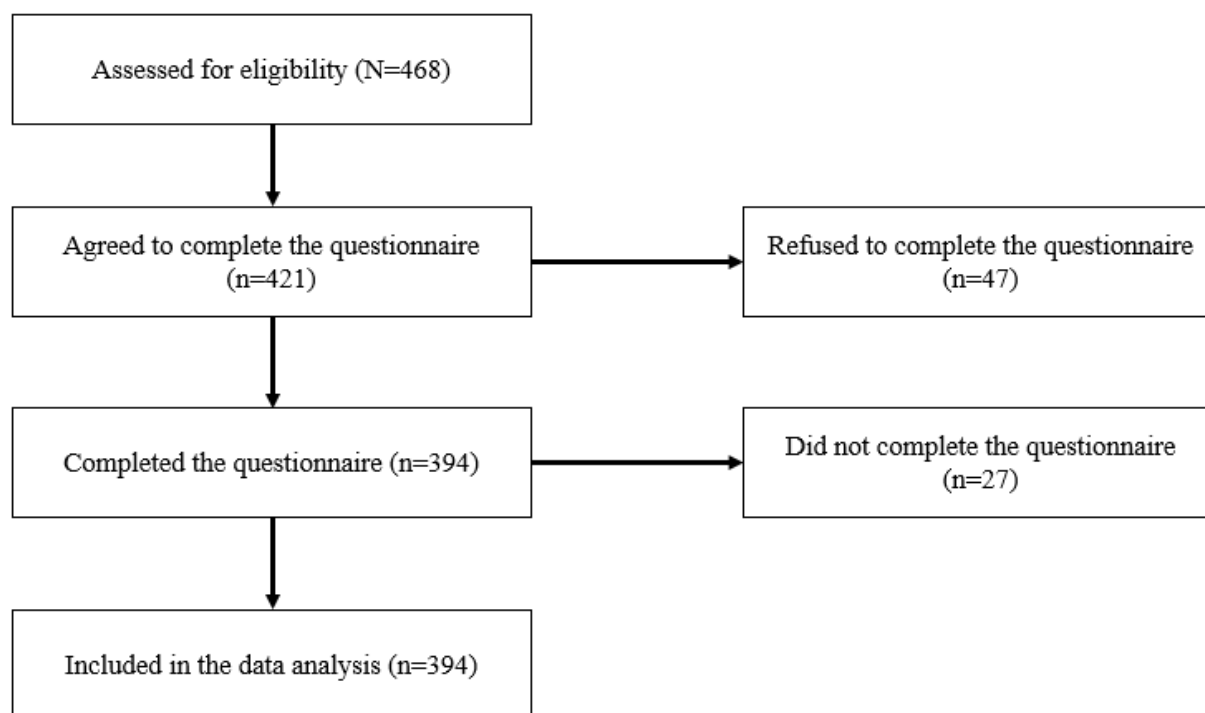 Assessed for eligibility (N=468)
Agreed to complete the questionnaire
(n=421)
Refused to complete the questionnaire
(n=47)
Completed the questionnaire (n=394)
Did not complete the questionnaire
(n=27)
Included in the data analysis (n=394)